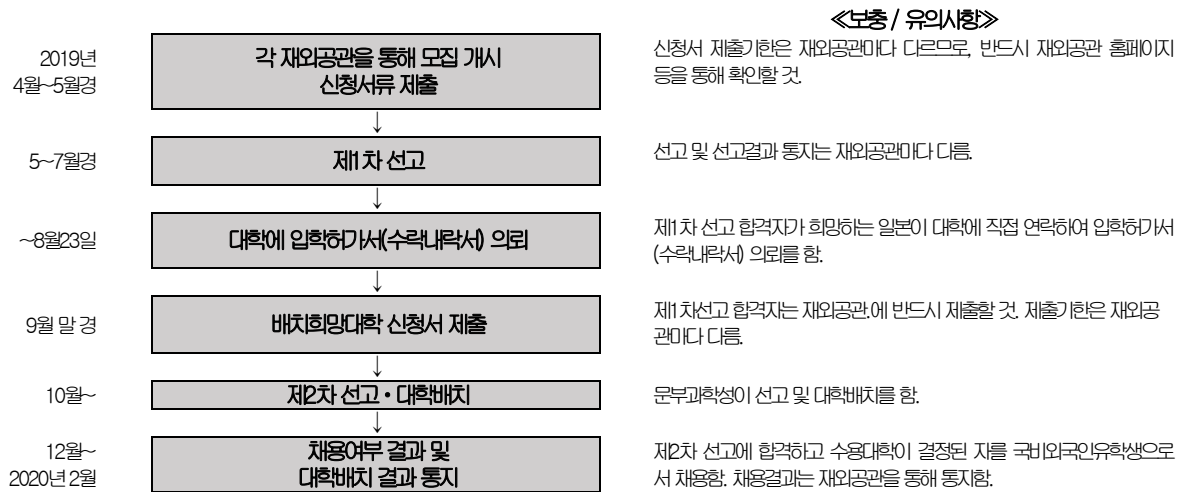 ≪보충 / 유의사항≫
2019년
4월~5월경
각 재외공관을 통해 모집 개시
신청서류 제출
신청서 제출기한은 재외공관마다 다르므로, 반드시 재외공관 홈페이지
등을 통해 확인할 것.
↓
5~7월경
제1차 선고
선고 및 선고결과 통지는 재외공관마다 다름.
↓
~8월23일
대학에 입학허가서(수락내락서) 의뢰
제1차 선고 합격자가 희망하는 일본이 대학에 직접 연락하여 입학허가서
(수락내락서) 의뢰를 함.
↓
9월 말 경
배치희망대학 신청서 제출
제1차선고 합격자는 재외공관.에 반드시 제출할 것. 제출기한은 재외공
관마다 다름.
↓
10월~
제2차 선고・대학배치
문부과학성이 선고 및 대학배치를 함.
↓
12월~
2020년 2월
채용여부 결과 및
대학배치 결과 통지
제2차 선고에 합격하고 수용대학이 결정된 자를 국비외국인유학생으로
서 채용함. 채용결과는 재외공관을 통해 통지함.